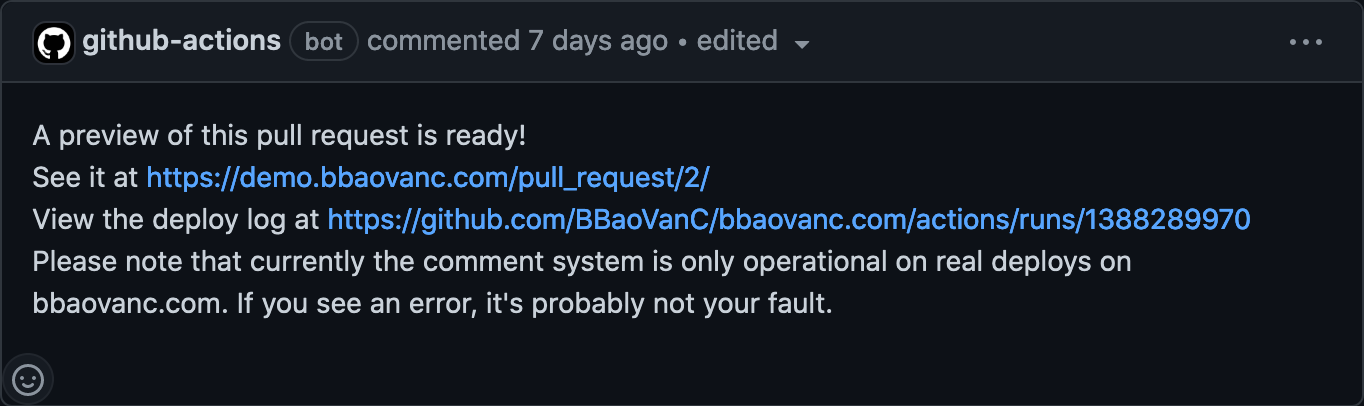 github-actions bot commented 7 days ago • edited
A preview of this pull request is ready!
See it at https://demo.bbaovanc.com/pull_request/2/
View the deploy log at https://github.com/BBaoVanC/bbaovanc.com/actions/runs/1388289970
Please note that currently the comment system is only operational on real deploys on
bbaovanc.com. If you see an error, it's probably not your fault.